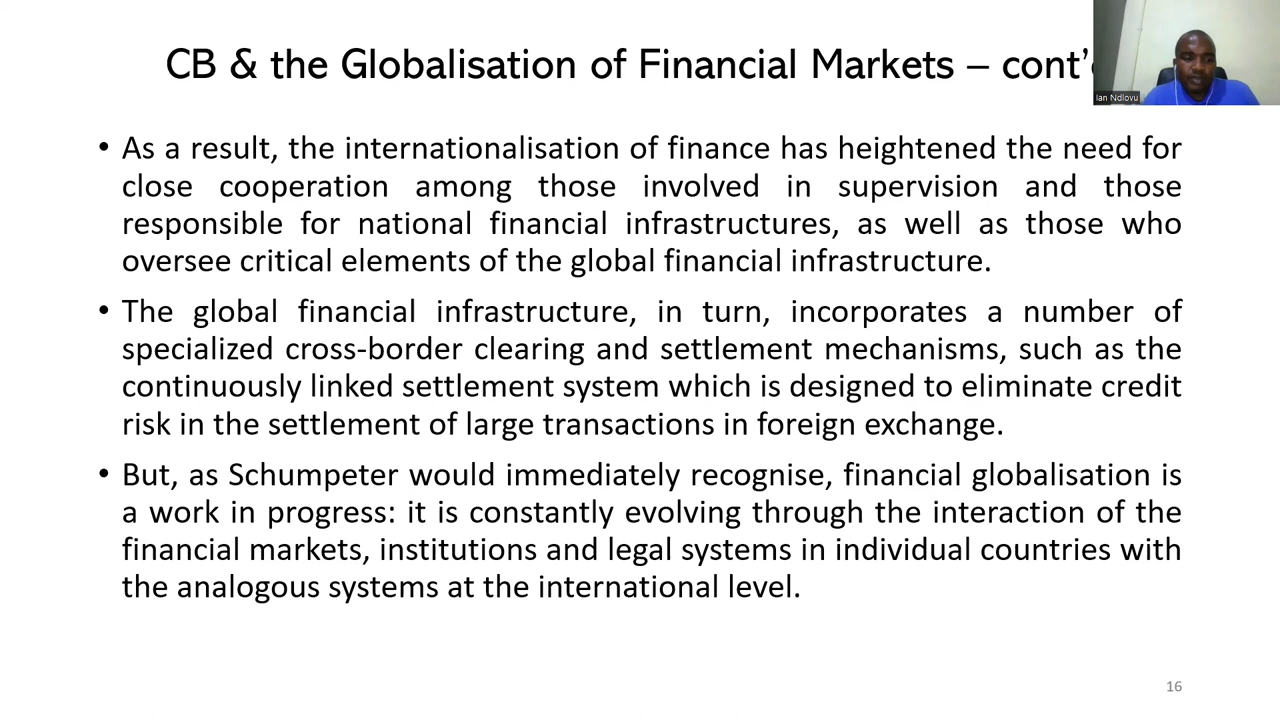 CB & the Globalisation of Financial Markets – cont'
Ian Ndlovu
• As a result, the internationalisation of finance has heightened the need for
close cooperation among those involved in supervision and those
responsible for national financial infrastructures, as well as those who
oversee critical elements of the global financial infrastructure.
• The global financial infrastructure, in turn, incorporates a number of
specialized cross-border clearing and settlement mechanisms, such as the
continuously linked settlement system which is designed to eliminate credit
risk in the settlement of large transactions in foreign exchange.
• But, as Schumpeter would immediately recognise, financial globalisation is
a work in progress: it is constantly evolving through the interaction of the
financial markets, institutions and legal systems in individual countries with
the analogous systems at the international level.
16